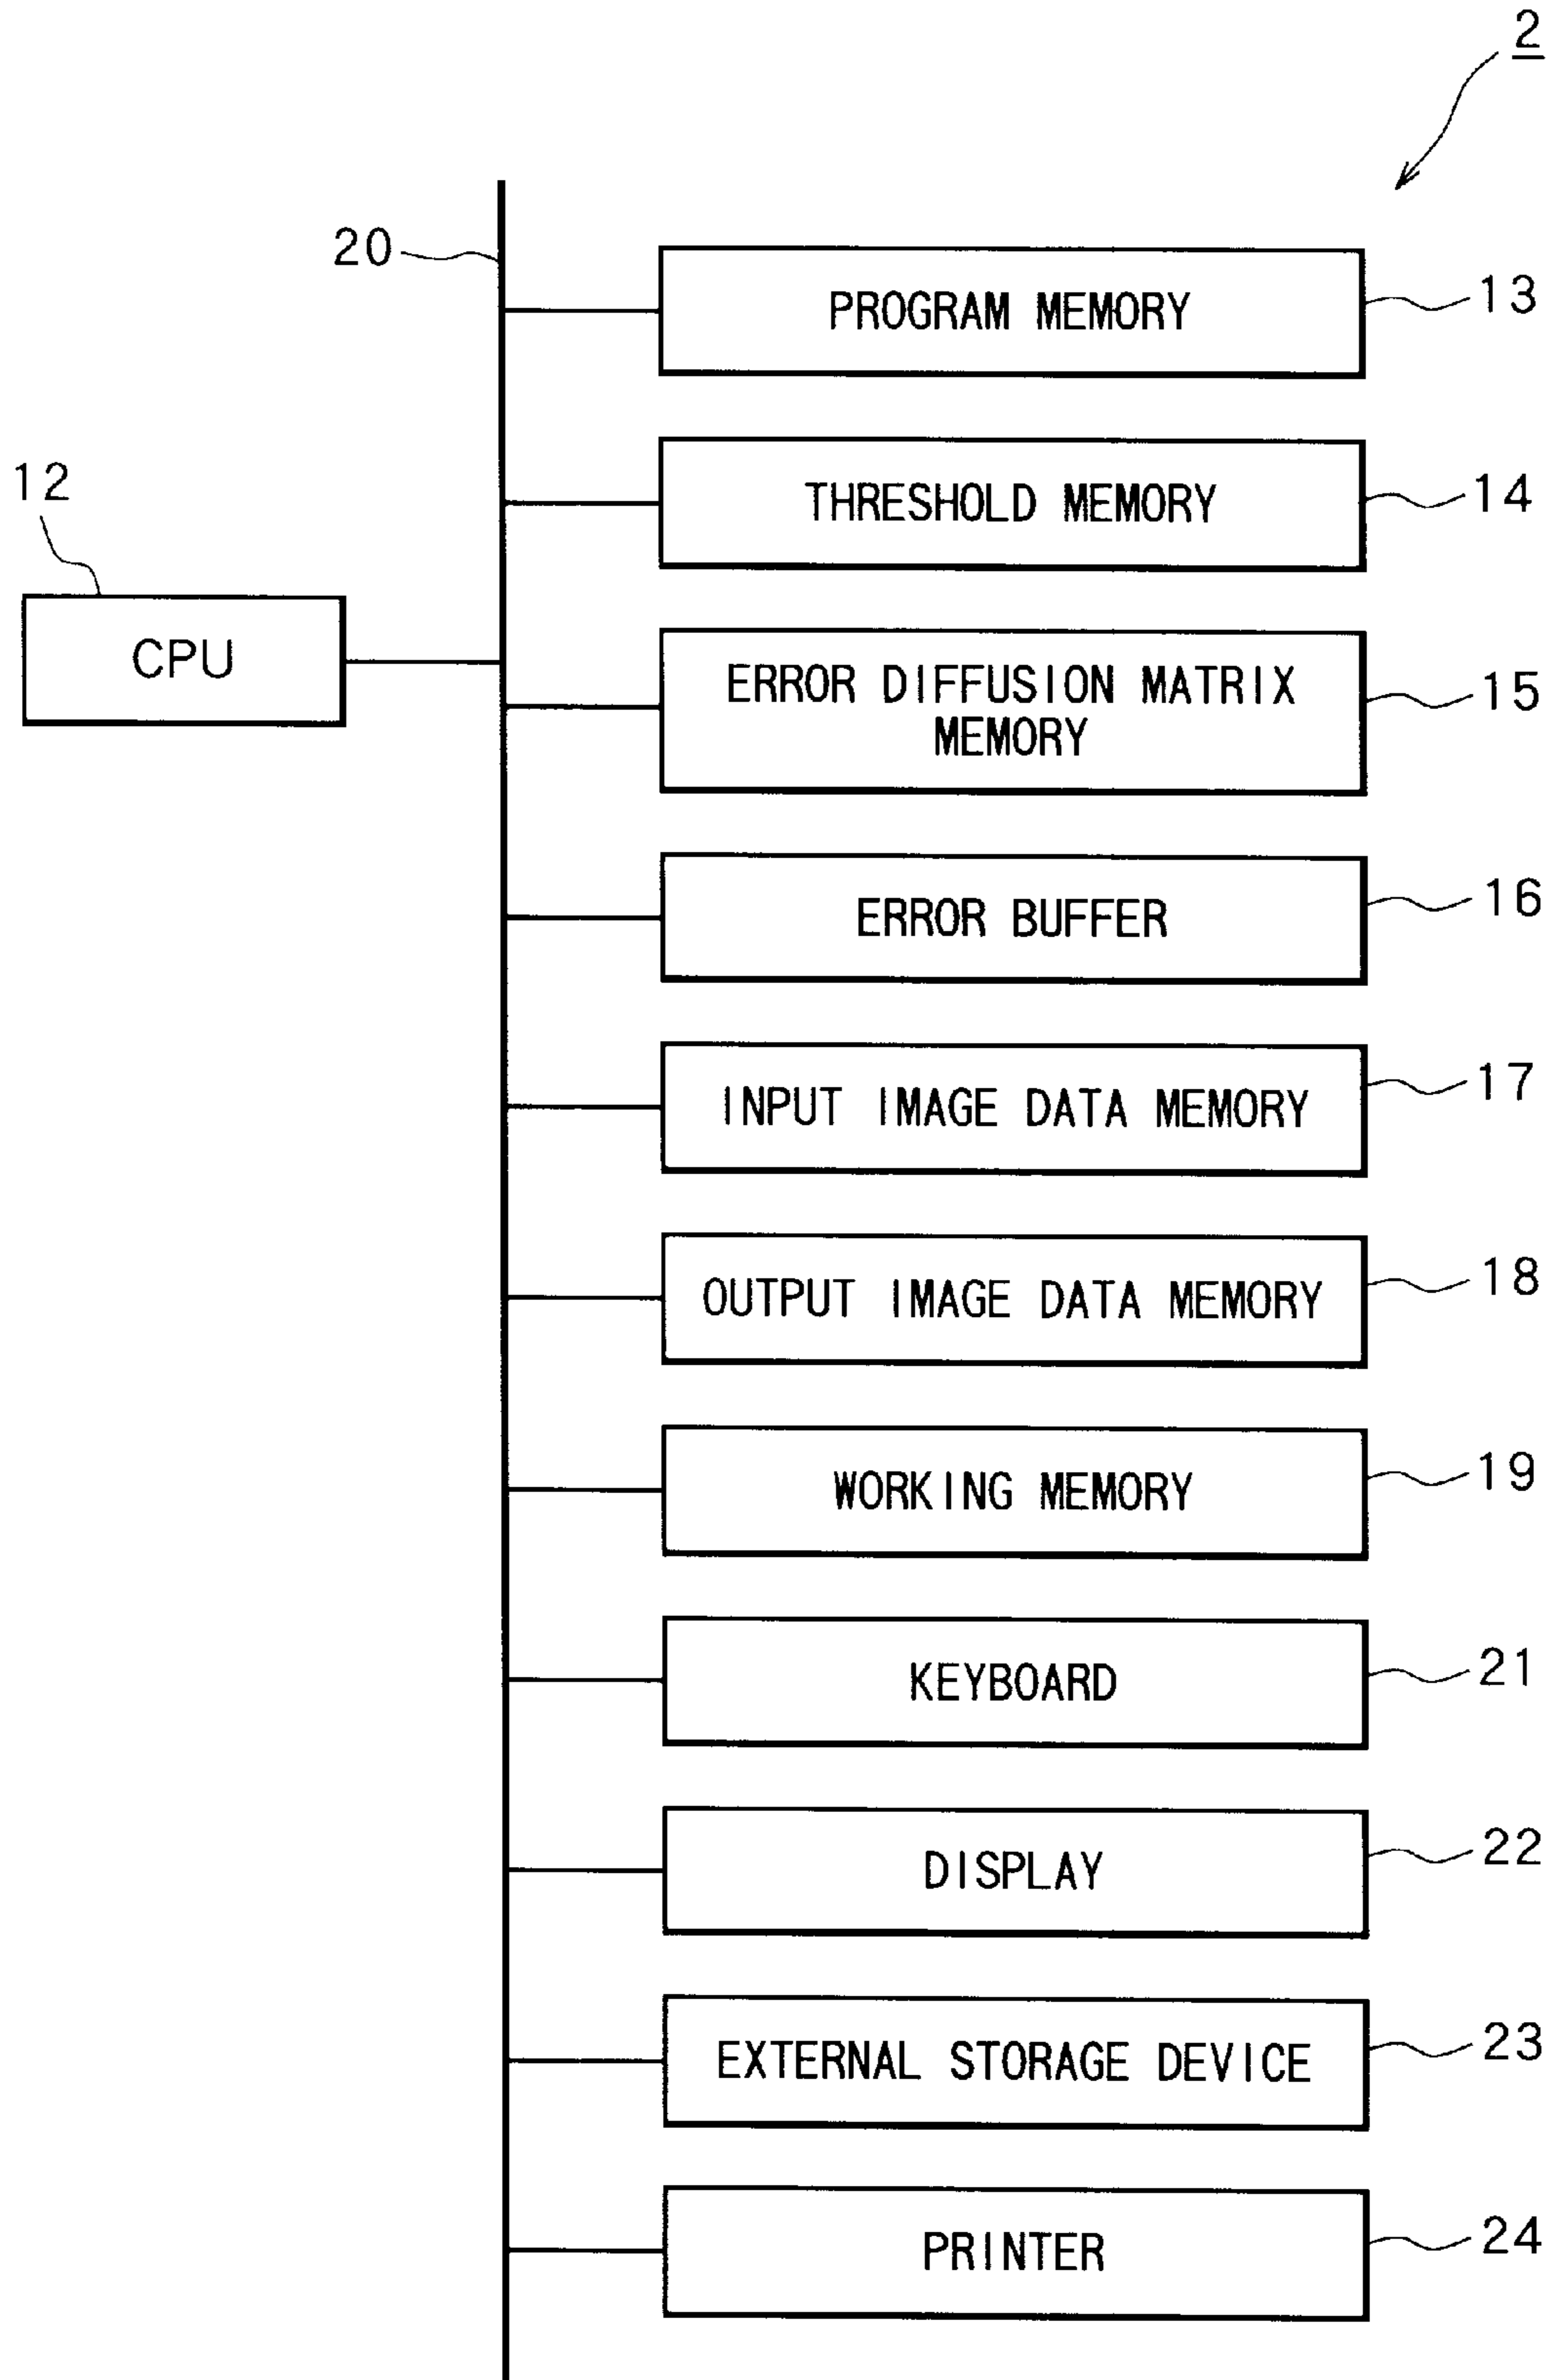 2
20
PROGRAM MEMORY
13
THRESHOLD MEMORY
14
12
CPU
ERROR DIFFUSION MATRIX
MEMORY
15
ERROR BUFFER
16
INPUT IMAGE DATA MEMORY
17
OUTPUT IMAGE DATA MEMORY
18
WORKING MEMORY
19
KEYBOARD
21
DISPLAY
22
EXTERNAL STORAGE DEVICE
23
PRINTER
24